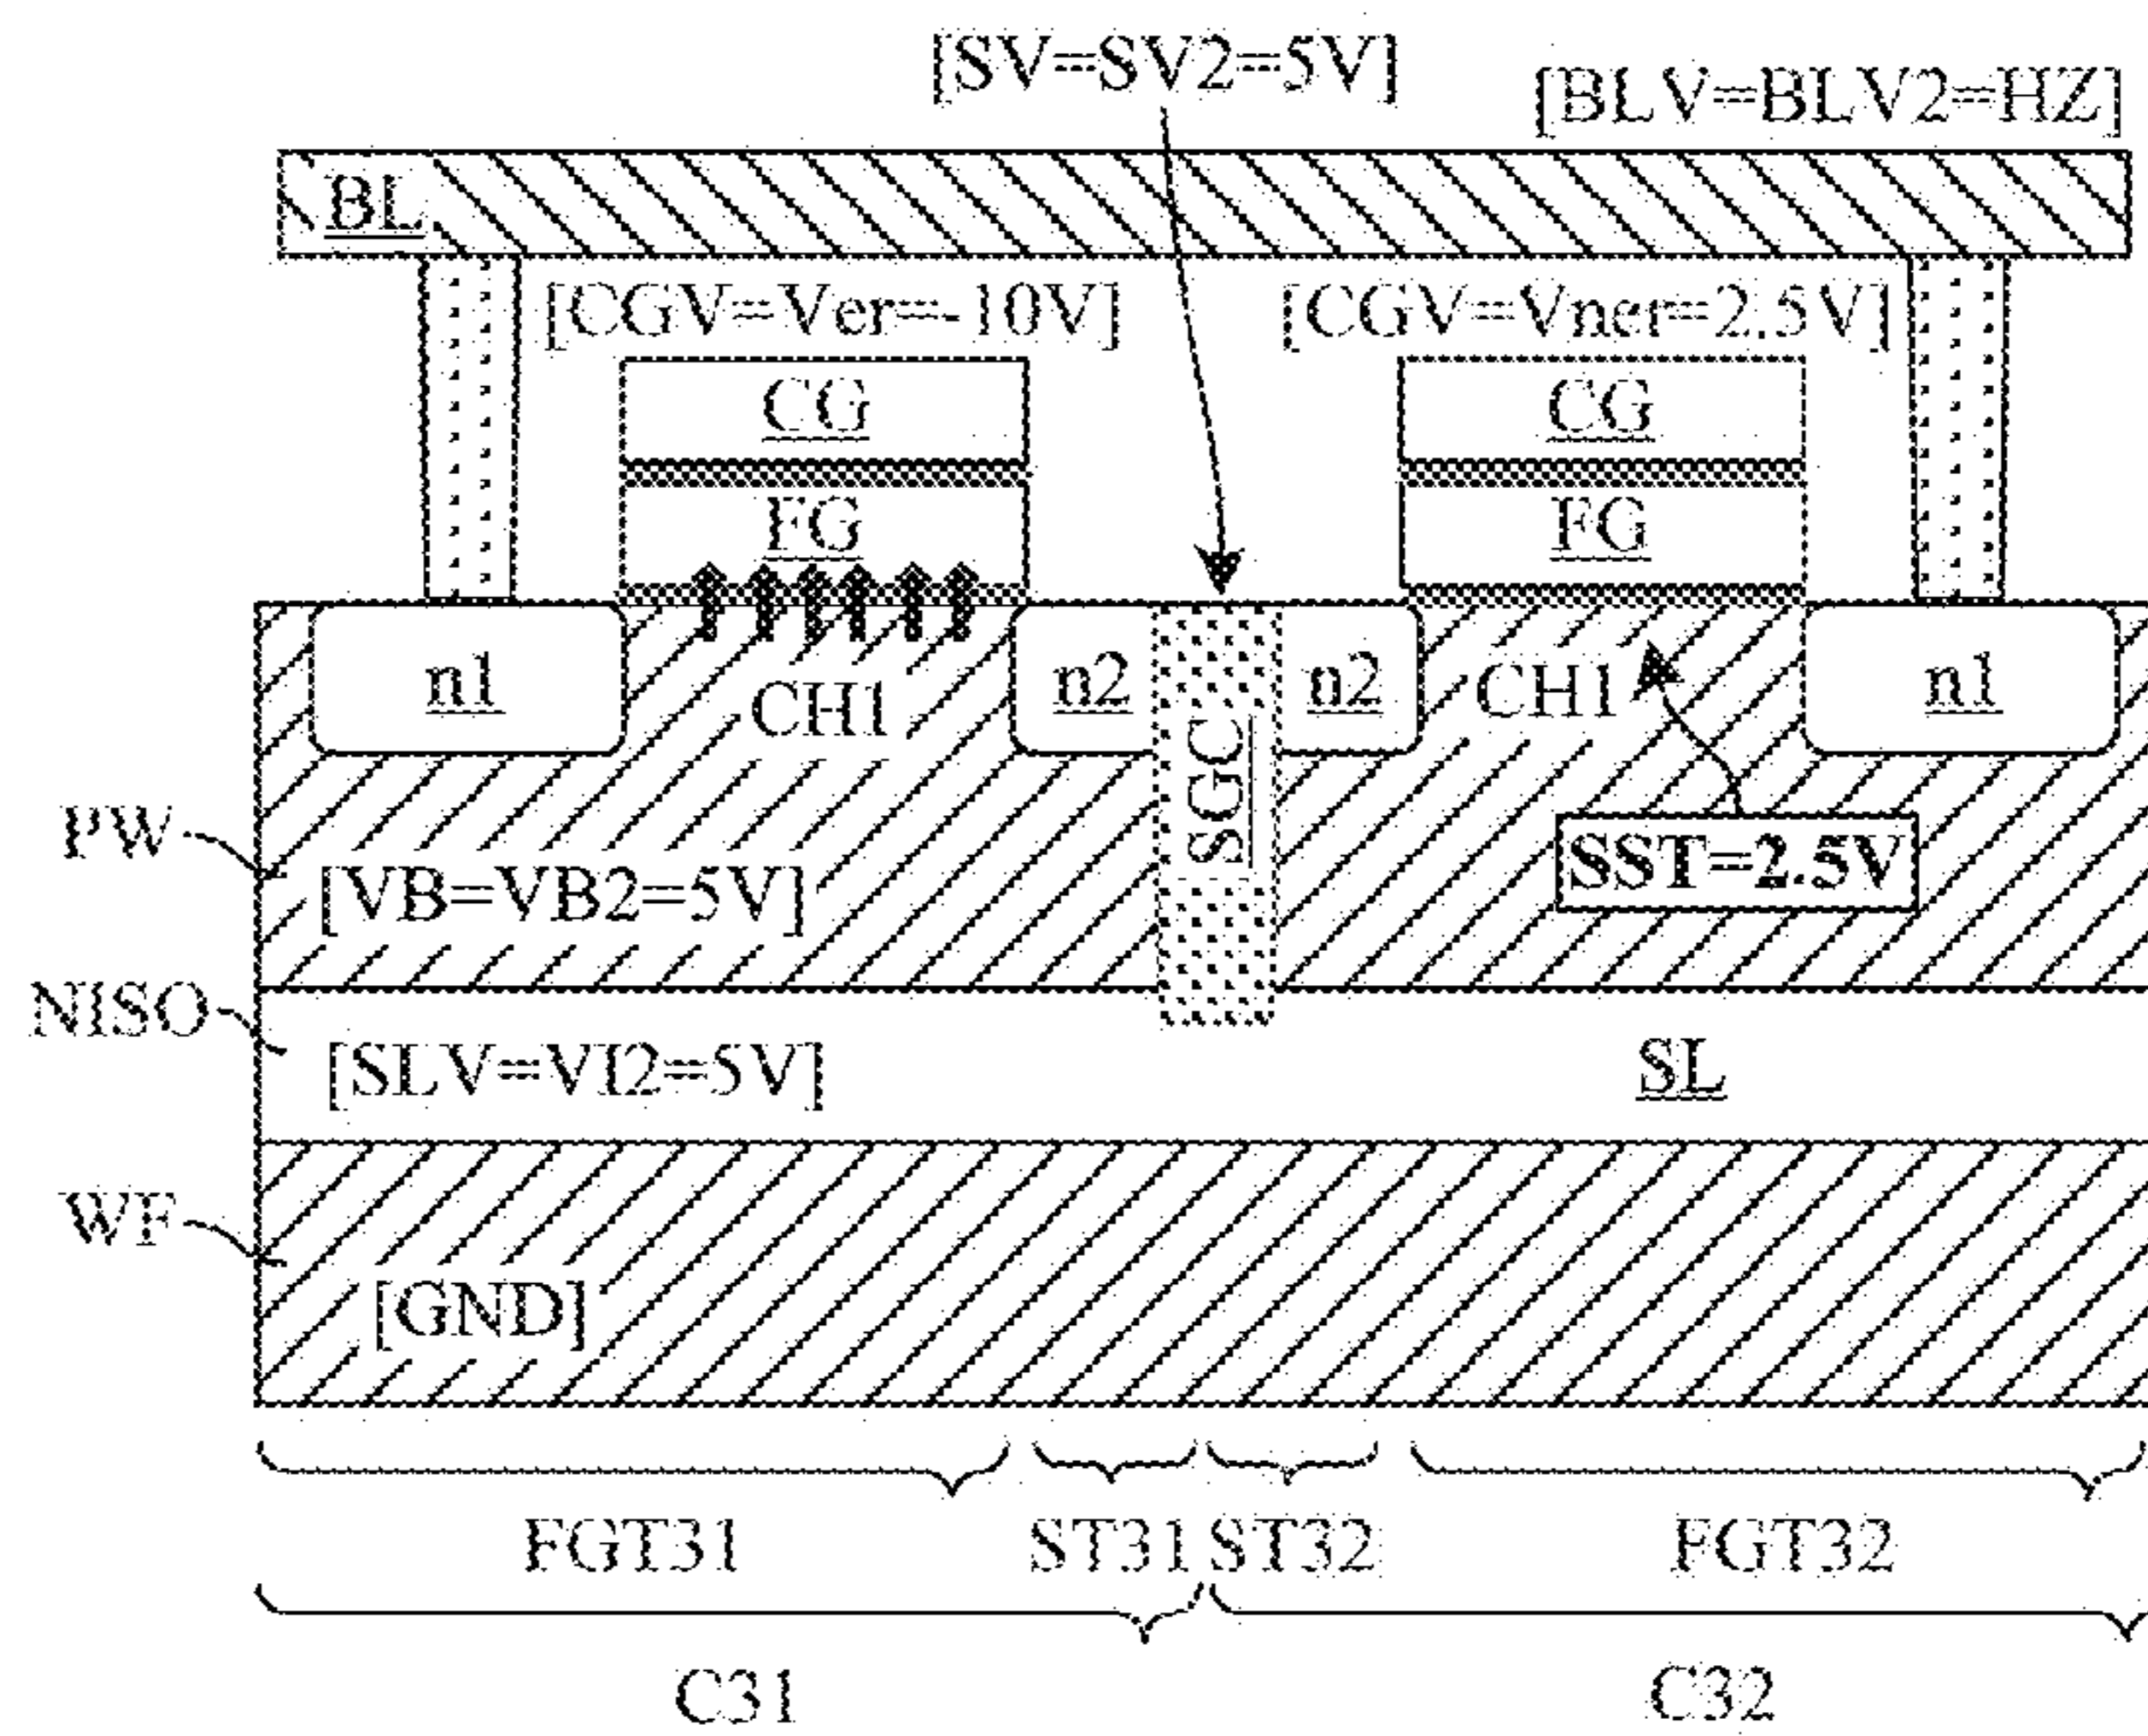 [SV=SV2=5V]
[BLV=BLV2=HZ]
BL
[CGV=Ver=-10V] [CGV=Vner=2.5V]
CG CG
FG FG
n1 CH1 n2 n2 CH1 n1
SGC
PW
[VB=VB2=5V]
SST=2.5V
NISO
[SLV=VI2=5V] SL
WF
[GND]
FGT31 ST31 ST32 FGT32
C31 C32